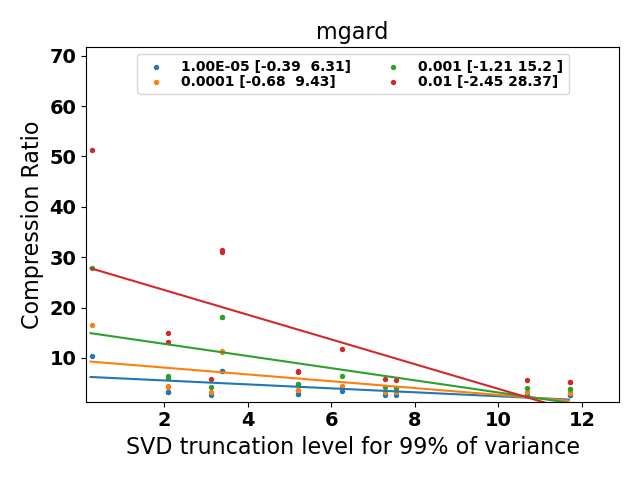 mgard
1.00E-05 [-0.39  6.31]
0.0001 [-0.68  9.43]
0.001 [-1.21 15.2 ]
0.01 [-2.45 28.37]
Compression Ratio
70
60
50
40
30
20
10
2 4 6 8 10 12
SVD truncation level for 99% of variance